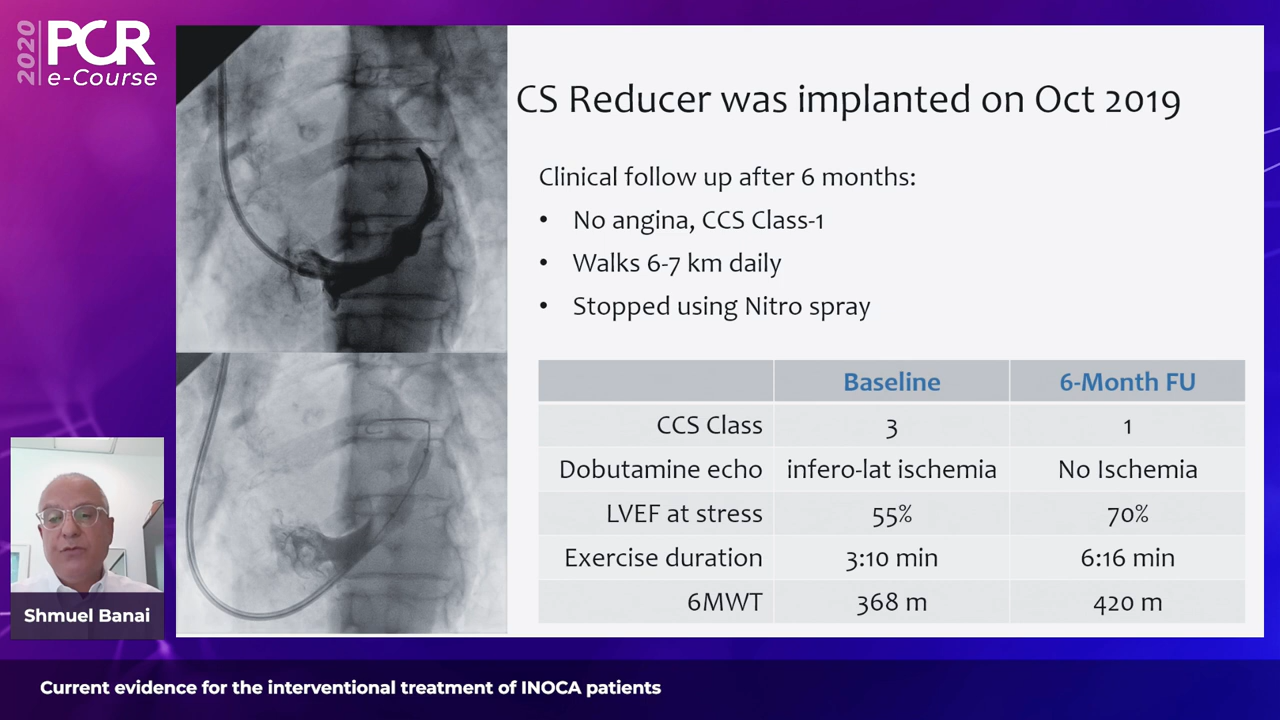 2020
PCR
e-Course
CS Reducer was implanted on Oct 2019
Clinical follow up after 6 months:
• No angina, CCS Class-1
• Walks 6-7 km daily
• Stopped using Nitro spray
Baseline 6-Month FU
CCS Class 3 1
Dobutamine echo infero-lat ischemia No Ischemia
LVEF at stress 55% 70%
Exercise duration 3:10 min 6:16 min
6MWT 368 m 420 m
Shmuel Banai
Current evidence for the interventional treatment of INOCA patients